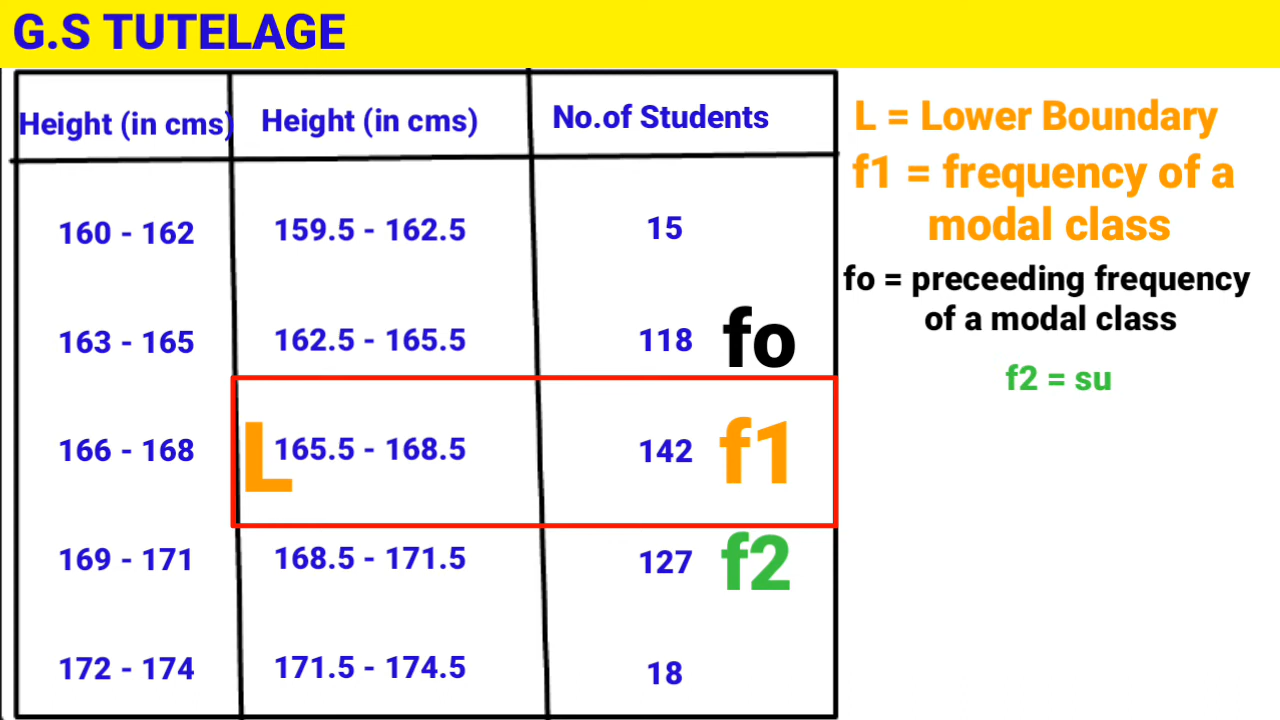 G.S TUTELAGE
Height (in cms) Height (in cms) No.of Students
160 - 162 159.5 - 162.5 15
163 - 165 162.5 - 165.5 118 fo
166 - 168 L 165.5 - 168.5 142 f1
169 - 171 168.5 - 171.5 127 f2
172 - 174 171.5 - 174.5 18
L = Lower Boundary
f1 = frequency of a
modal class
fo = preceeding frequency
of a modal class
f2 = su